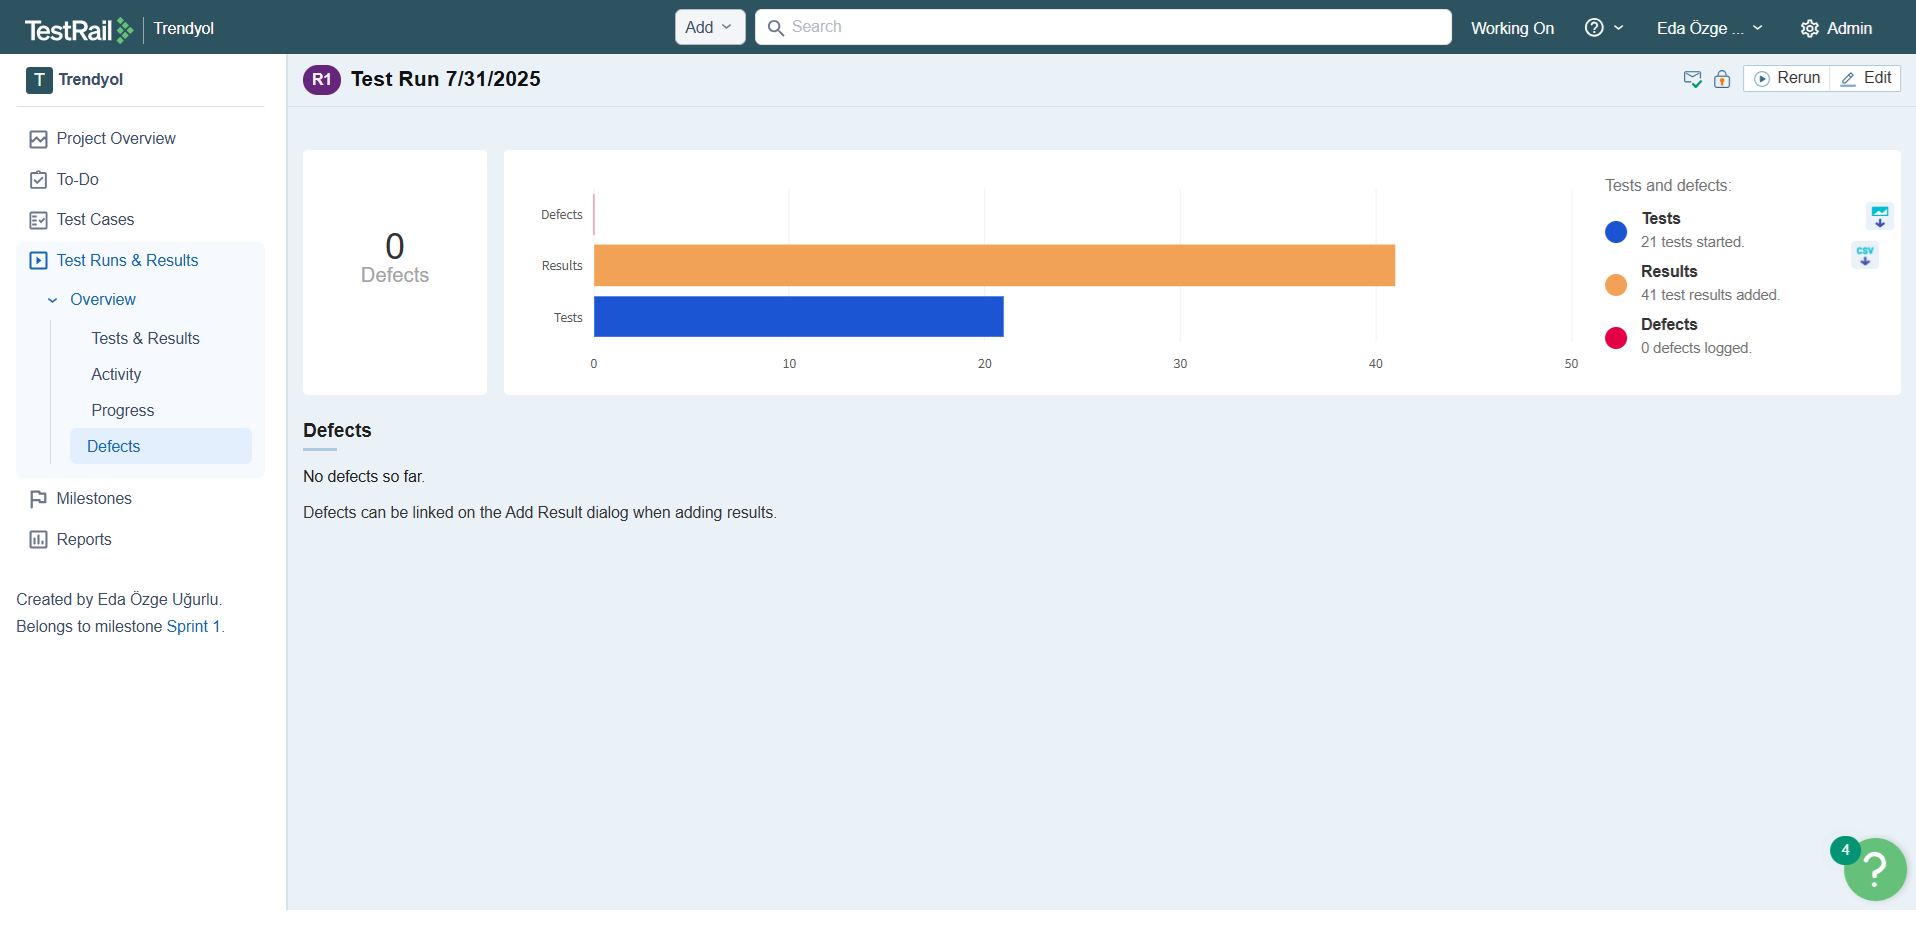 TestRail
Trendyol
Add
Search
Working On
Eda Özge ...
Admin
T
Trendyol
Project Overview
To-Do
Test Cases
Test Runs & Results
Overview
Tests & Results
Activity
Progress
Defects
Milestones
Reports
Created by Eda Özge Uğurlu.
Belongs to milestone Sprint 1.
R1
Test Run 7/31/2025
Rerun
Edit
0
Defects
Defects
Results
Tests
0
10
20
30
40
50
Tests and defects:
Tests
21 tests started.
Results
41 test results added.
Defects
0 defects logged.
CSV
Defects
No defects so far.
Defects can be linked on the Add Result dialog when adding results.
4
?